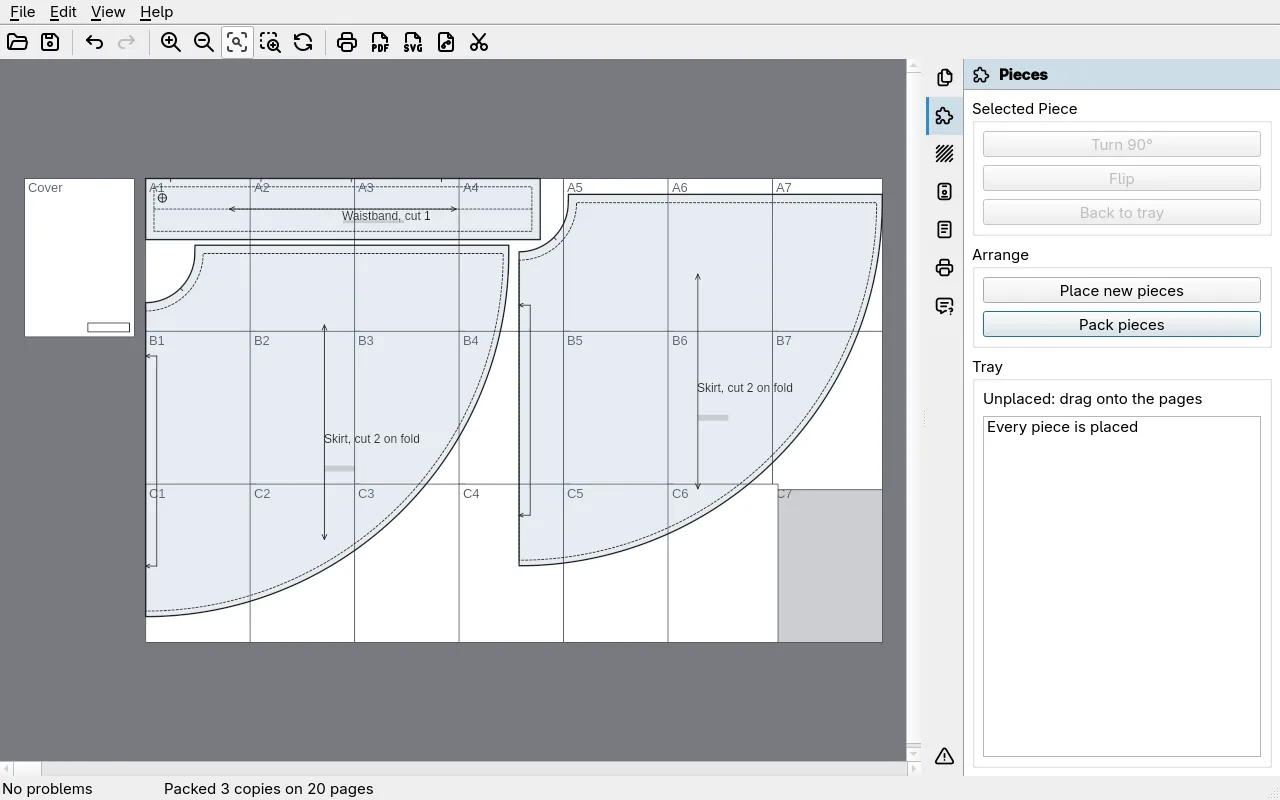 File Edit View Help
PDF SVG
Pieces
Selected Piece
Turn 90°
Flip
Back to tray
Arrange
Place new pieces
Pack pieces
Tray
Unplaced: drag onto the pages
Every piece is placed
Cover
A1 A2 A3 A4 A5 A6 A7
Waistband, cut 1
B1 B2 B3 B4 B5 B6 B7
Skirt, cut 2 on fold
Skirt, cut 2 on fold
C1 C2 C3 C4 C5 C6 C7
No problems Packed 3 copies on 20 pages